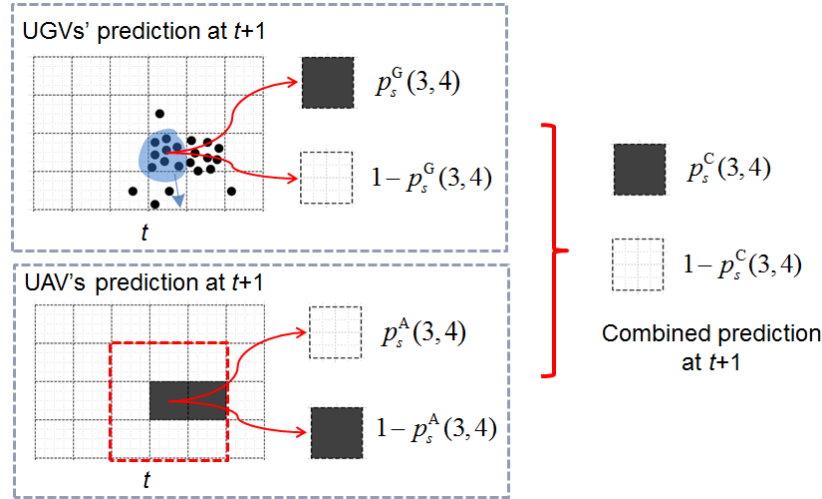 UGVs' prediction at t+1
p_s^G(3,4)
1−p_s^G(3,4)
t
UAV's prediction at t+1
p_s^A(3,4)
1−p_s^A(3,4)
t
p_s^C(3,4)
1−p_s^C(3,4)
Combined prediction
at t+1